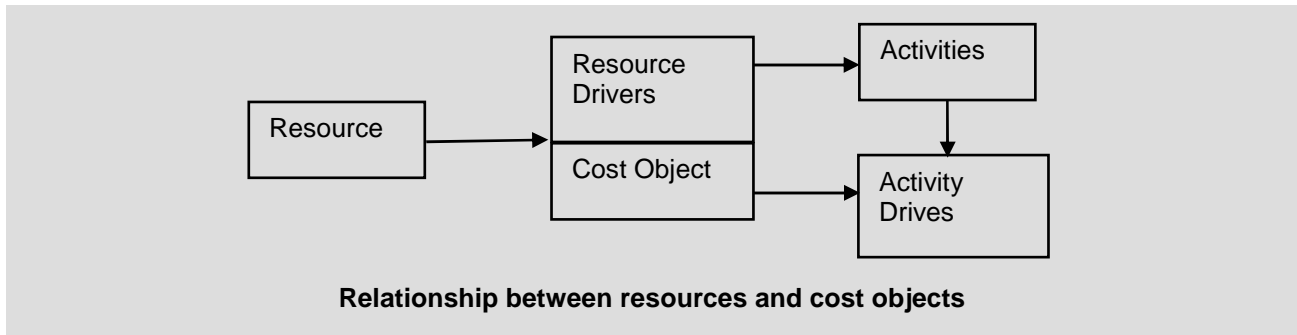 Resource
Resource
Drivers
Cost Object
Activities
Activity
Drives
Relationship between resources and cost objects